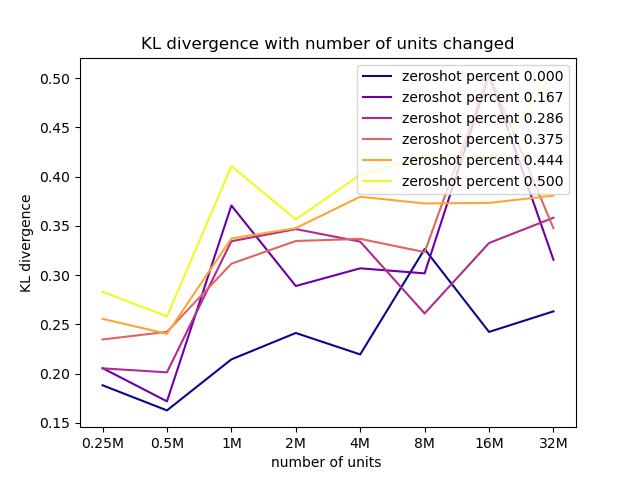 KL divergence with number of units changed
0.50
0.45
0.40
0.35
0.30
0.25
0.20
0.15
KL divergence
zeroshot percent 0.000
zeroshot percent 0.167
zeroshot percent 0.286
zeroshot percent 0.375
zeroshot percent 0.444
zeroshot percent 0.500
0.25M 0.5M 1M 2M 4M 8M 16M 32M
number of units